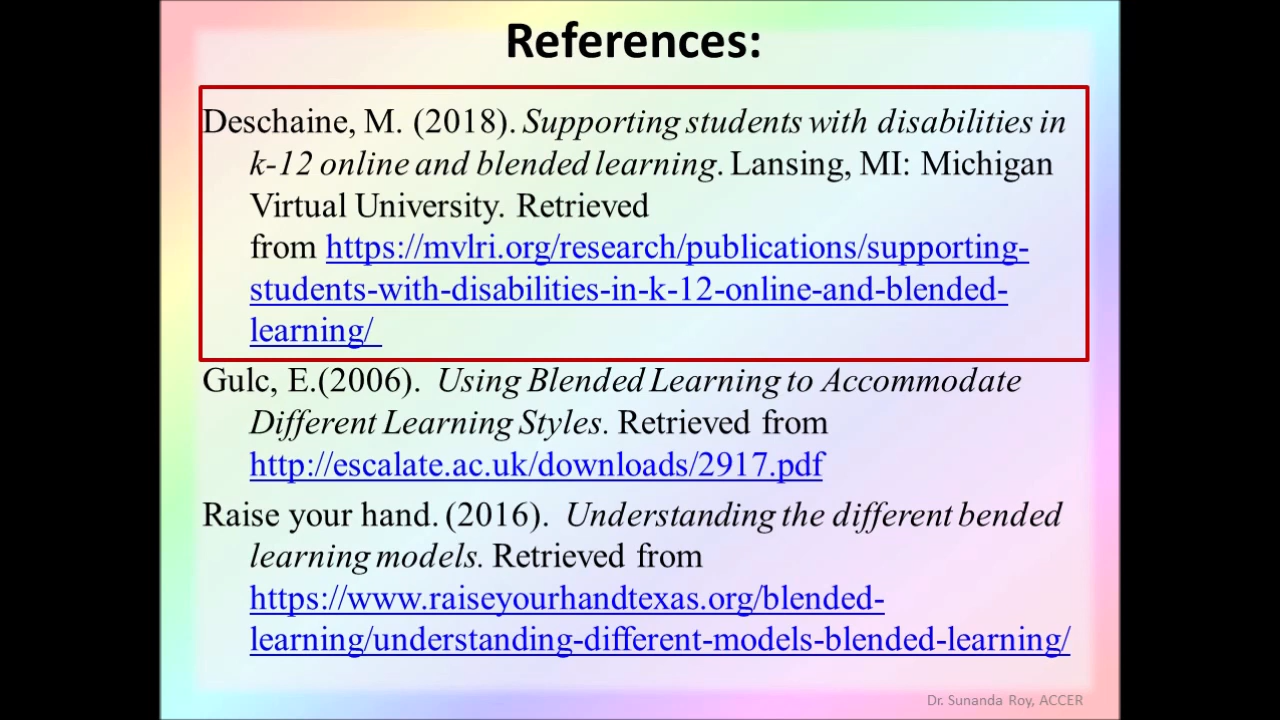 References:
Deschaine, M. (2018). Supporting students with disabilities in
k-12 online and blended learning. Lansing, MI: Michigan
Virtual University. Retrieved
from https://mvlri.org/research/publications/supporting-
students-with-disabilities-in-k-12-online-and-blended-
learning/
Gulc, E.(2006). Using Blended Learning to Accommodate
Different Learning Styles. Retrieved from
http://escalate.ac.uk/downloads/2917.pdf
Raise your hand. (2016). Understanding the different bended
learning models. Retrieved from
https://www.raiseyourhandtexas.org/blended-
learning/understanding-different-models-blended-learning/
Dr. Sunanda Roy, ACCER